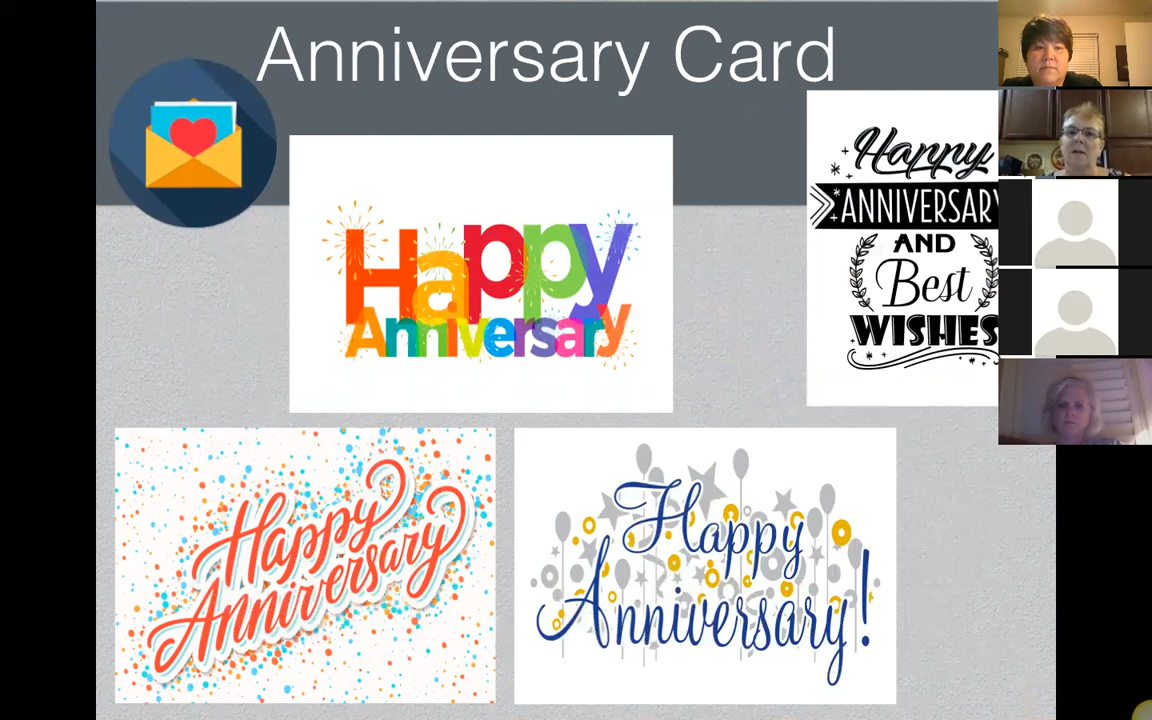 Anniversary Card
Happy
Anniversary
Happy
ANNIVERSARY
AND
Best
WISHES
Happy
Anniversary
Happy
Anniversary!